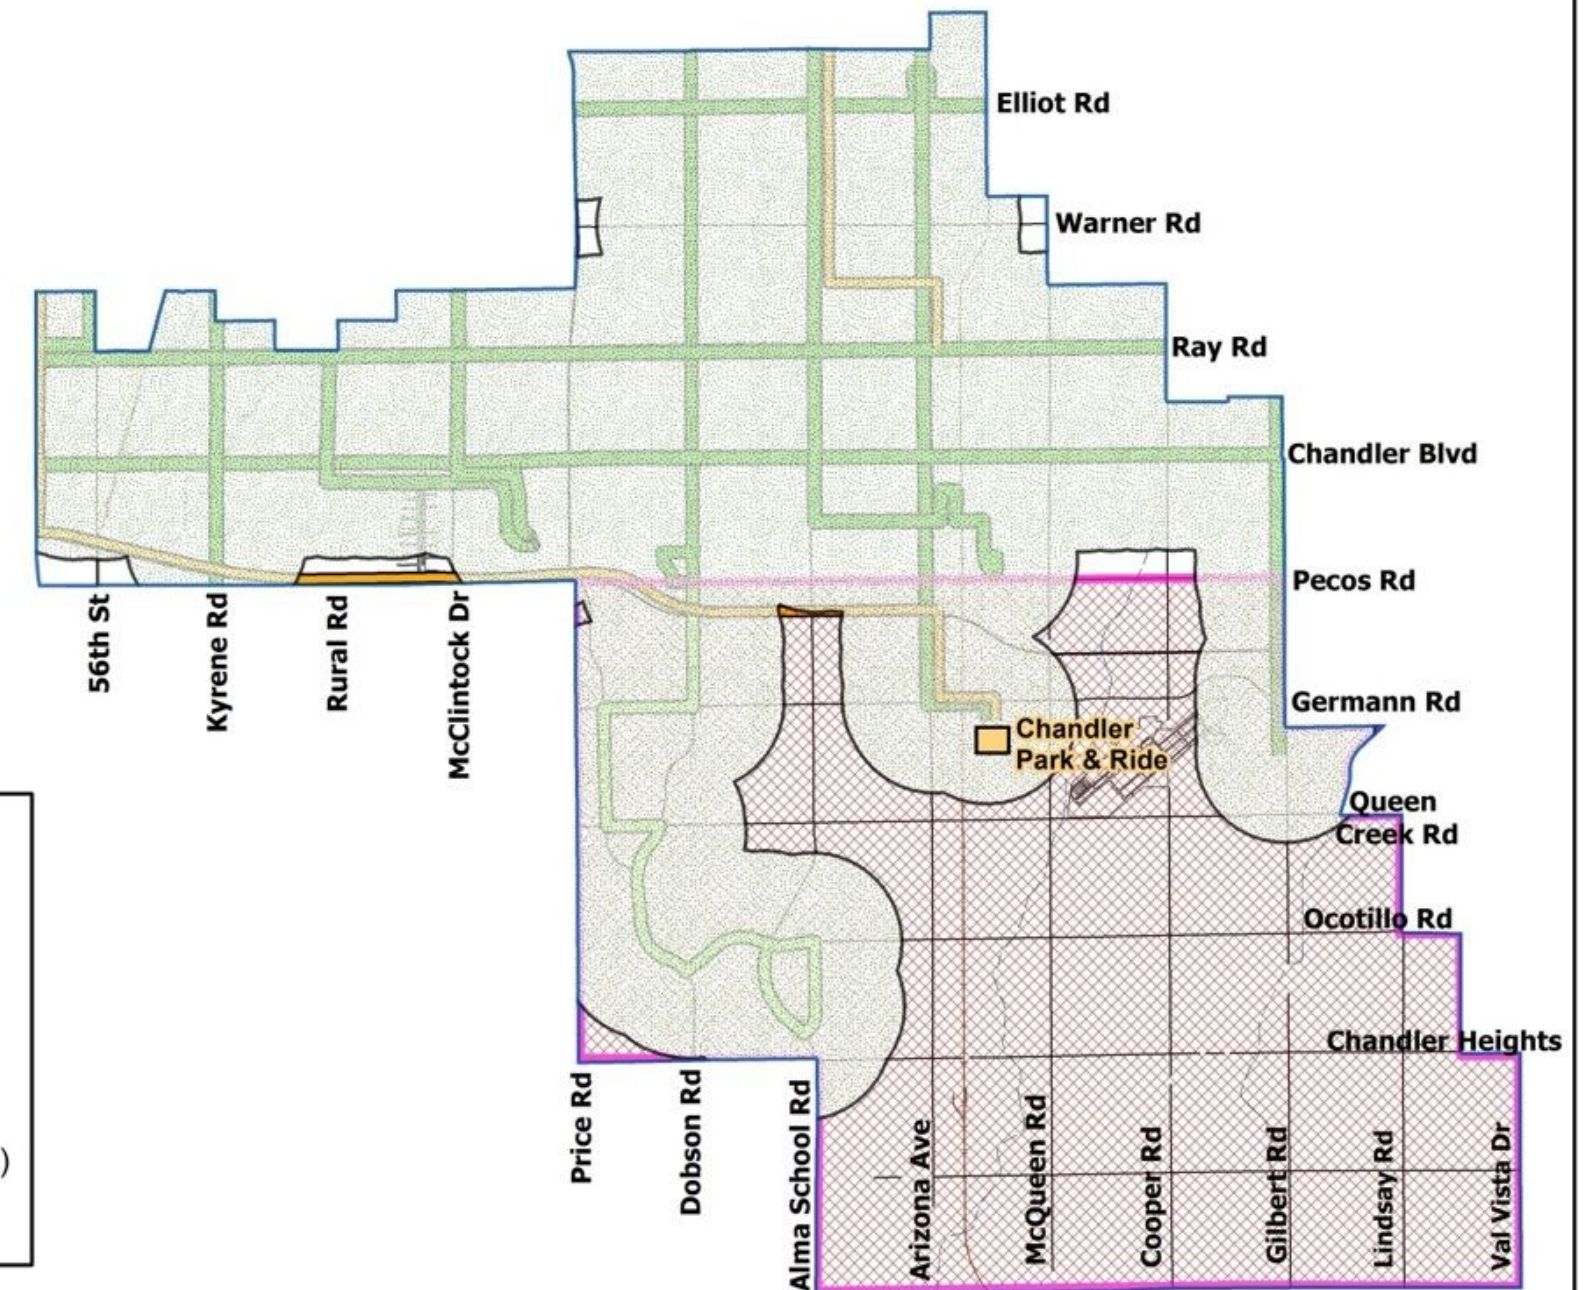 Elliot Rd
Warner Rd
Ray Rd
Chandler Blvd
Pecos Rd
56th St
Kyrene Rd
Rural Rd
McClintock Dr
Germann Rd
Chandler
Park & Ride
Queen
Creek Rd
Ocotillo Rd
Chandler Heights
Price Rd
Dobson Rd
Alma School Rd
Arizona Ave
McQueen Rd
Cooper Rd
Gilbert Rd
Lindsay Rd
Val Vista Dr
)